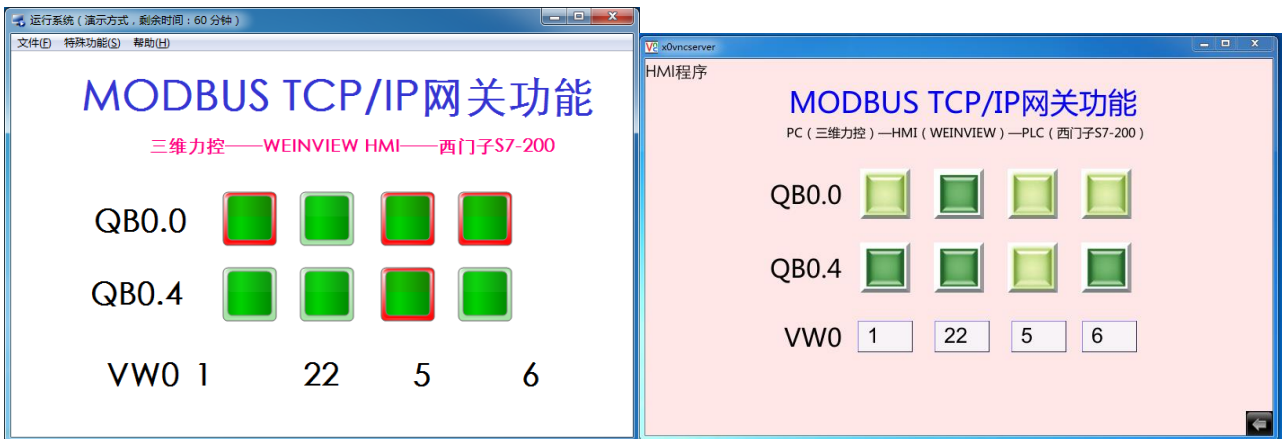 运行系统（演示方式，剩余时间：60 分钟）
文件(F) 特殊功能(S) 帮助(H)
MODBUS TCP/IP网关功能
三维力控——WEINVIEW HMI——西门子S7-200
QB0.0
QB0.4
VW0 1 22 5 6
x0vncserver
HMI程序
MODBUS TCP/IP网关功能
PC（三维力控）—HMI（WEINVIEW）—PLC（西门子S7-200）
QB0.0
QB0.4
VW0 1 22 5 6